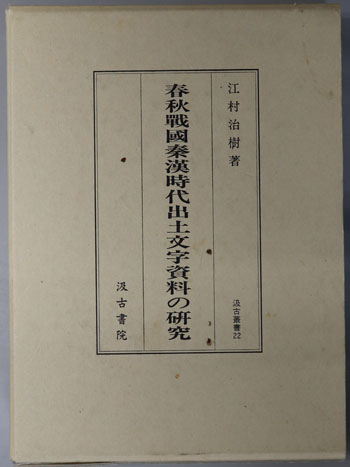 江村治樹著
汲古叢書22
春秋戰國秦漢時代出土文字資料の研究
汲古書院